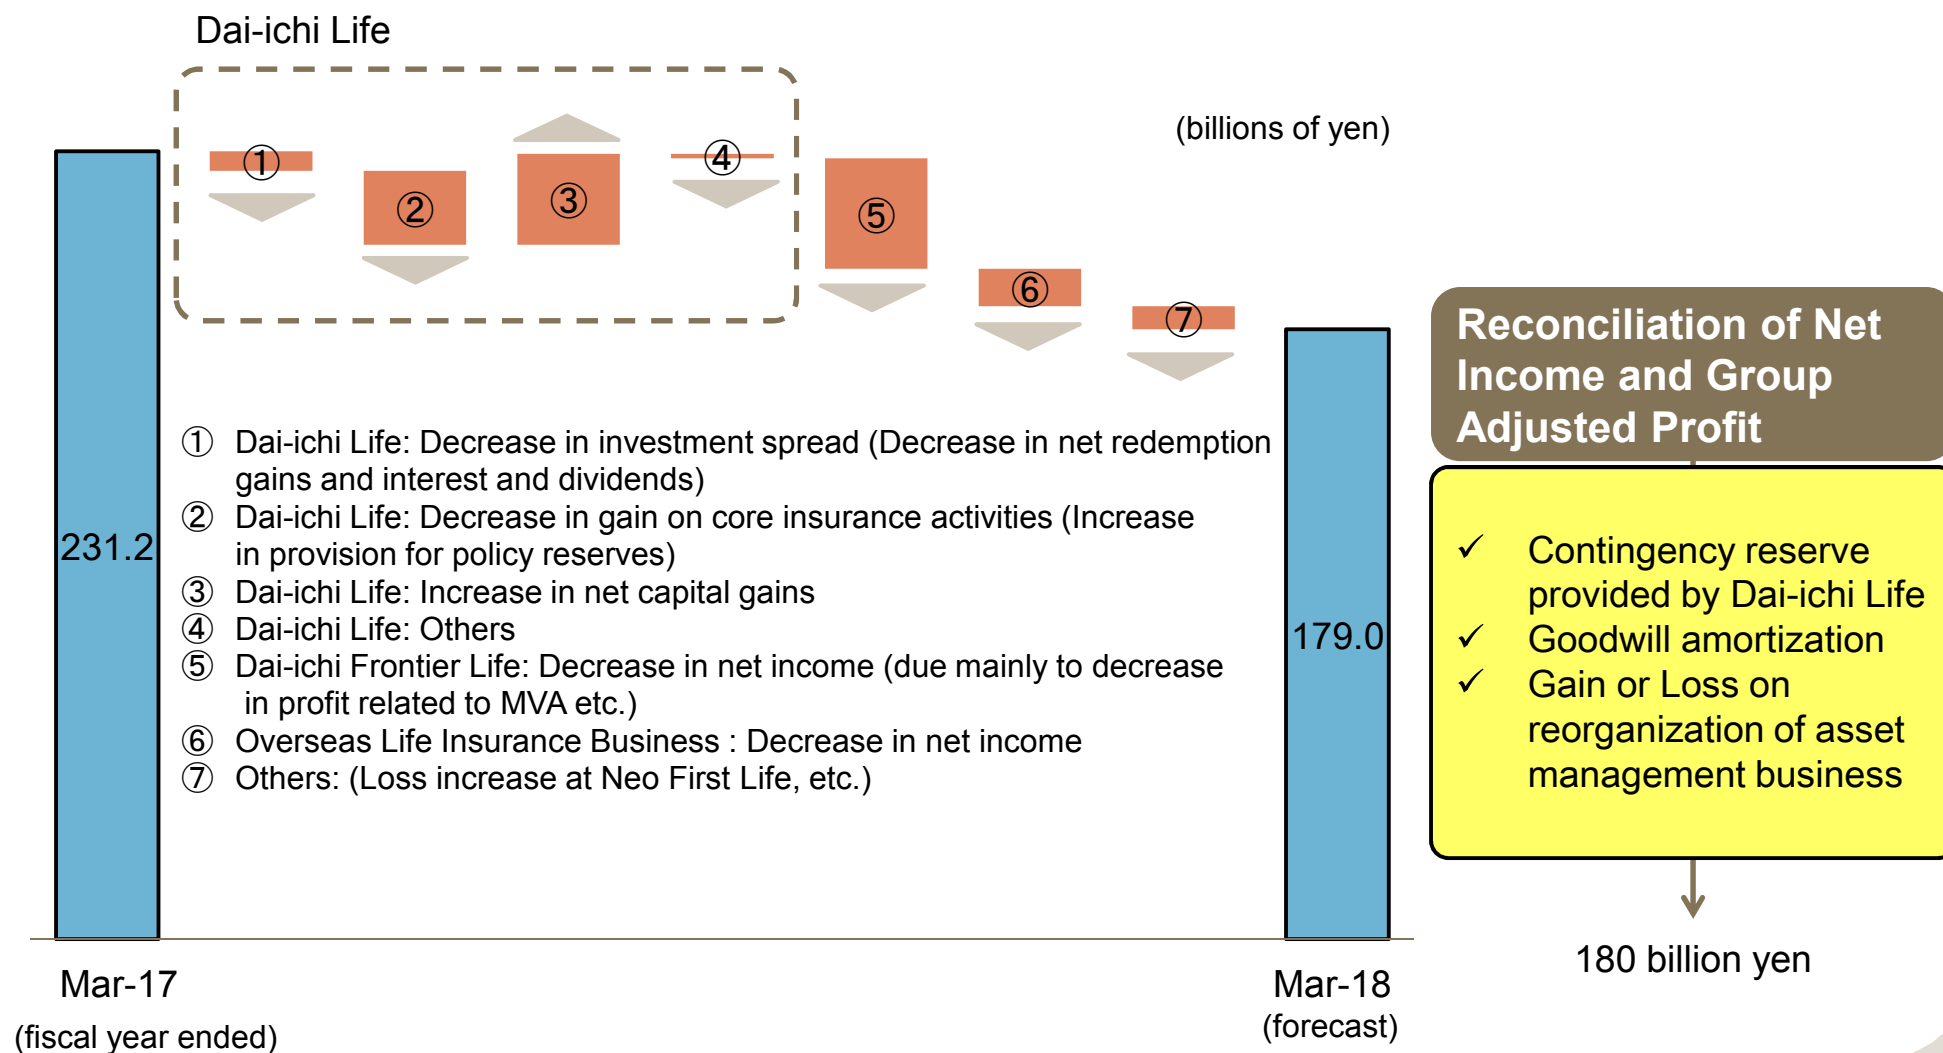 Dai-ichi Life
(billions of yen)
①
②
③
④
⑤
⑥
⑦
231.2
179.0
① Dai-ichi Life: Decrease in investment spread (Decrease in net redemption
gains and interest and dividends)
② Dai-ichi Life: Decrease in gain on core insurance activities (Increase
in provision for policy reserves)
③ Dai-ichi Life: Increase in net capital gains
④ Dai-ichi Life: Others
⑤ Dai-ichi Frontier Life: Decrease in net income (due mainly to decrease
in profit related to MVA etc.)
⑥ Overseas Life Insurance Business : Decrease in net income
⑦ Others: (Loss increase at Neo First Life, etc.)
Mar-17
(fiscal year ended)
Mar-18
(forecast)
Reconciliation of Net
Income and Group
Adjusted Profit
✓ Contingency reserve
provided by Dai-ichi Life
✓ Goodwill amortization
✓ Gain or Loss on
reorganization of asset
management business
180 billion yen